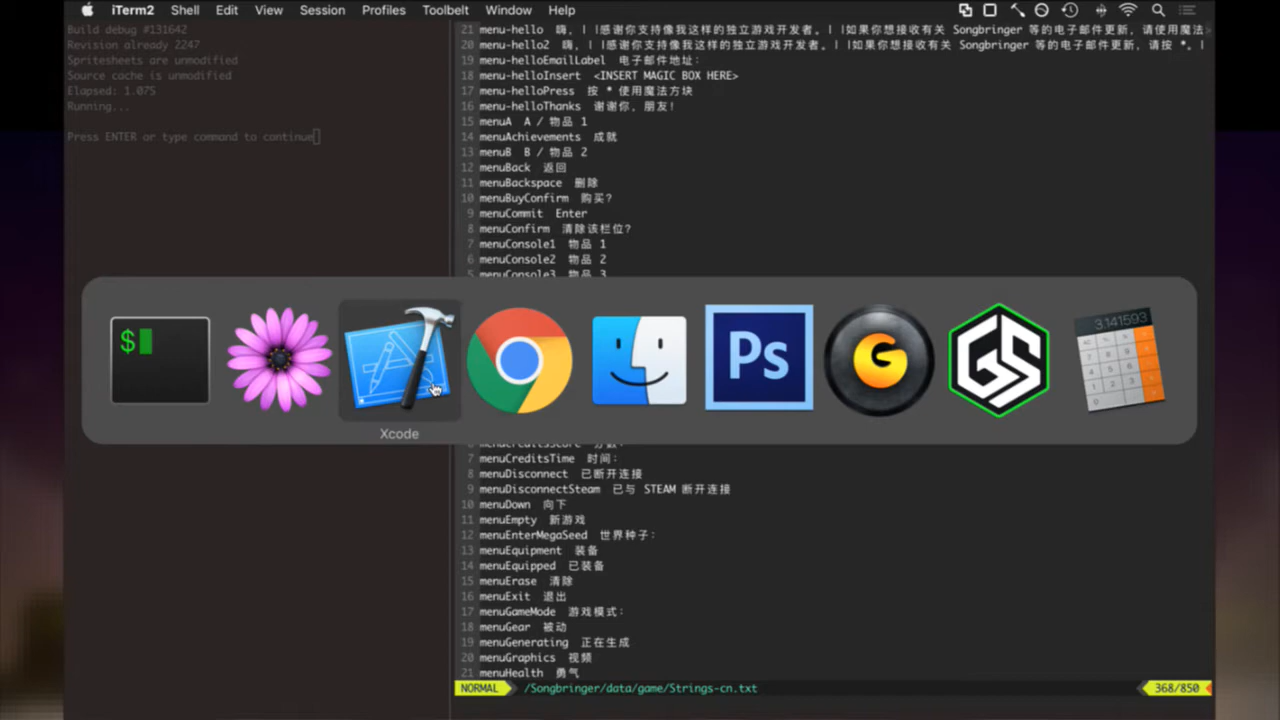 iTerm2 Shell Edit View Session Profiles Toolbelt Window Help
Build debug #131642
Revision already 2247
Spritesheets are unmodified
Source cache is unmodified
Elapsed: 1.075
Running...
Press ENTER or type command to continue
21 menu-hello 嗨，| |感谢你支持像我这样的独立游戏开发者。| |如果你想接收有关 Songbringer 等的电子邮件更新，请使用魔法
20 menu-hello2 嗨，| |感谢你支持像我这样的独立游戏开发者。| |如果你想接收有关 Songbringer 等的电子邮件更新，请按 *。|
19 menu-helloEmailLabel 电子邮件地址：
18 menu-helloInsert <INSERT MAGIC BOX HERE>
17 menu-helloPress 按 * 使用魔法方块
16 menu-helloThanks 谢谢你，朋友！
15 menuA A / 物品 1
14 menuAchievements 成就
13 menuB B / 物品 2
12 menuBack 返回
11 menuBackspace 删除
10 menuBuyConfirm 购买？
9 menuCommit Enter
8 menuConfirm 清除该栏位？
7 menuConsole1 物品 1
6 menuConsole2 物品 2
5 menuConsole3 物品 3
$
Ps
G
GS
3.141593
Xcode
6 menuCreditsScore 分数：
7 menuCreditsTime 时间：
8 menuDisconnect 已断开连接
9 menuDisconnectSteam 已与 STEAM 断开连接
10 menuDown 向下
11 menuEmpty 新游戏
12 menuEnterMegaSeed 世界种子：
13 menuEquipment 装备
14 menuEquipped 已装备
15 menuErase 清除
16 menuExit 退出
17 menuGameMode 游戏模式：
18 menuGear 被动
19 menuGenerating 正在生成
20 menuGraphics 视频
21 menuHealth 勇气
NORMAL /Songbringer/data/game/Strings-cn.txt 368/850